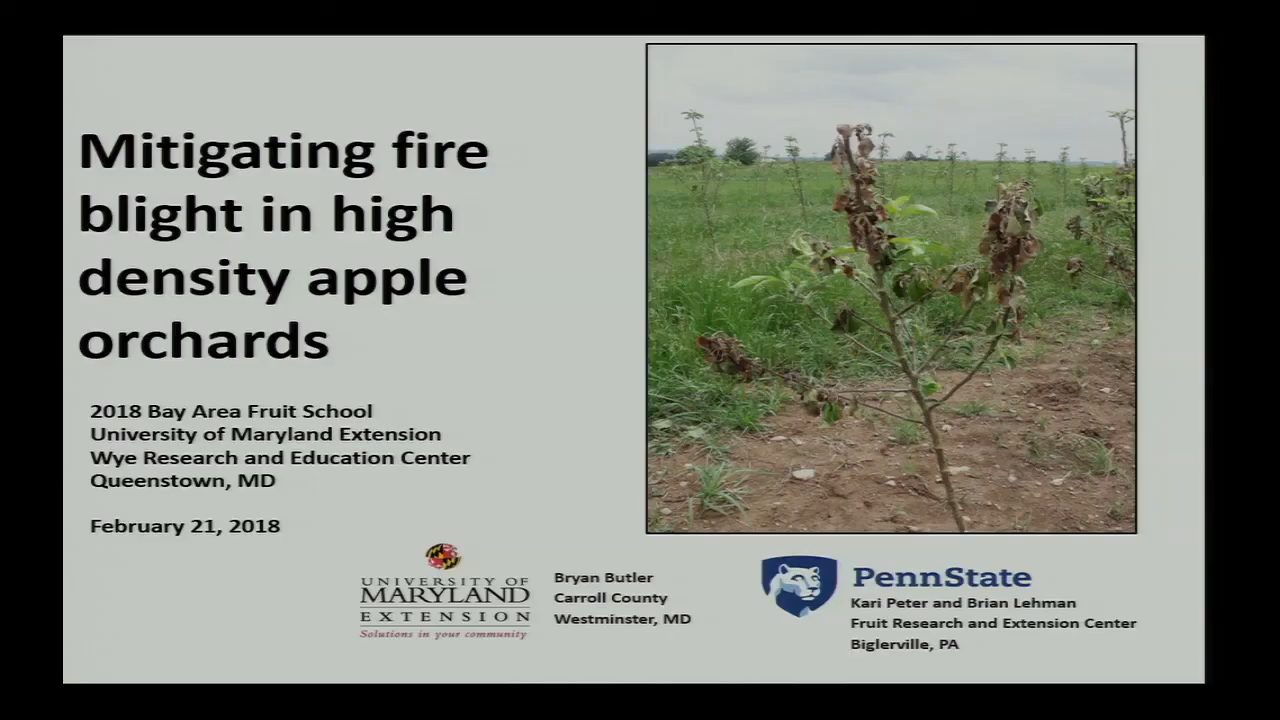 Mitigating fire
blight in high
density apple
orchards
2018 Bay Area Fruit School
University of Maryland Extension
Wye Research and Education Center
Queenstown, MD
February 21, 2018
UNIVERSITY OF
MARYLAND
EXTENSION
Solutions in your community
Bryan Butler
Carroll County
Westminster, MD
PennState
Kari Peter and Brian Lehman
Fruit Research and Extension Center
Biglerville, PA